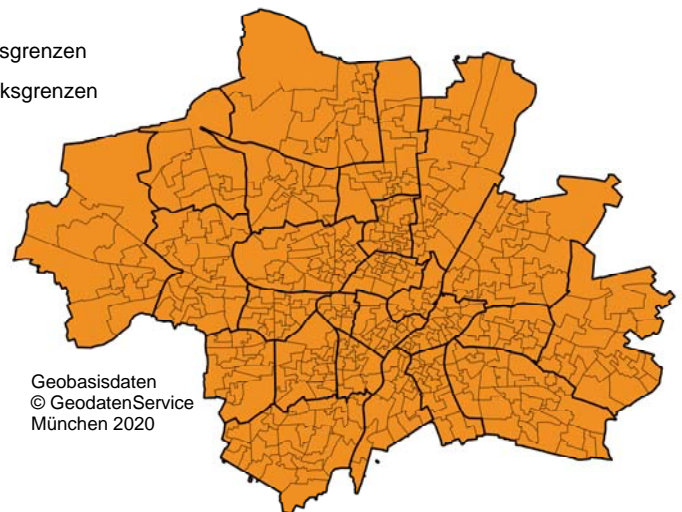 sgrenzen
ksgrenzen
Geobasisdaten
© GeodatenService
München 2020